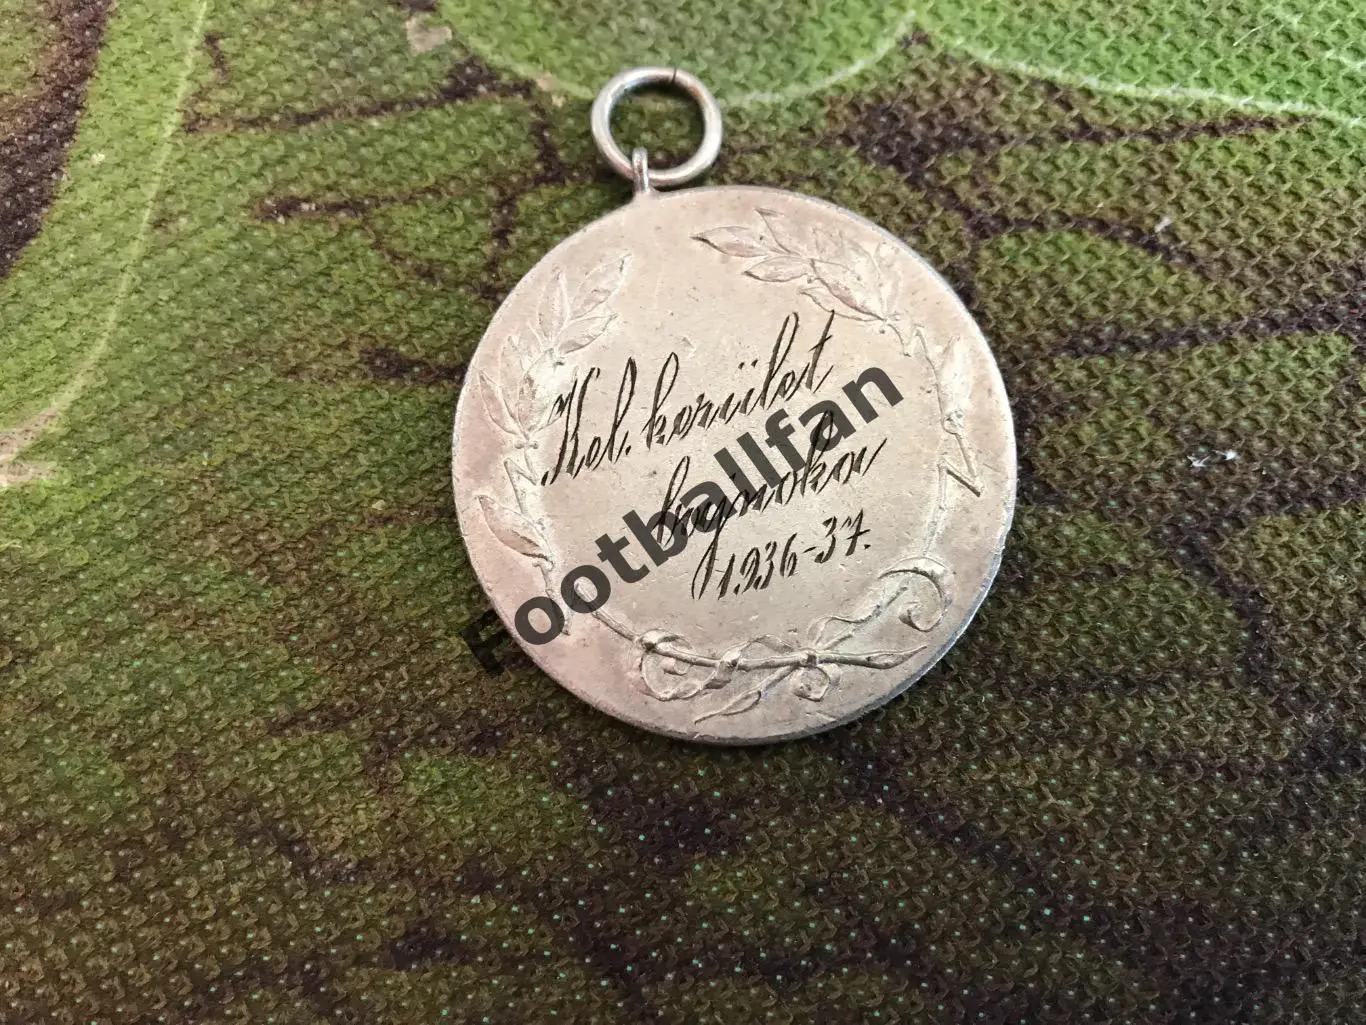 Kel. kerület
bajnoka
1936-37.
Footballfan